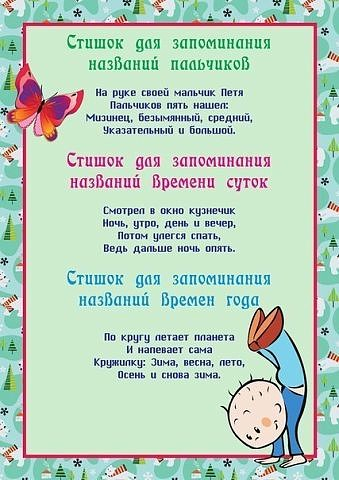 Стишок для запоминания
названий пальчиков
На руке своей мальчик Петя
Пальчиков пять нашел:
Мизинец, безымянный, средний,
Указательный и большой.
Стишок для запоминания
названий времени суток
Смотрел в окно кузнечик
Ночь, утро, день и вечер,
Потом улегся спать,
Ведь дальше ночь опять.
Стишок для запоминания
названий времен года
По кругу летает планета
И напевает сама
Кружилку: Зима, весна, лето,
Осень и снова зима.